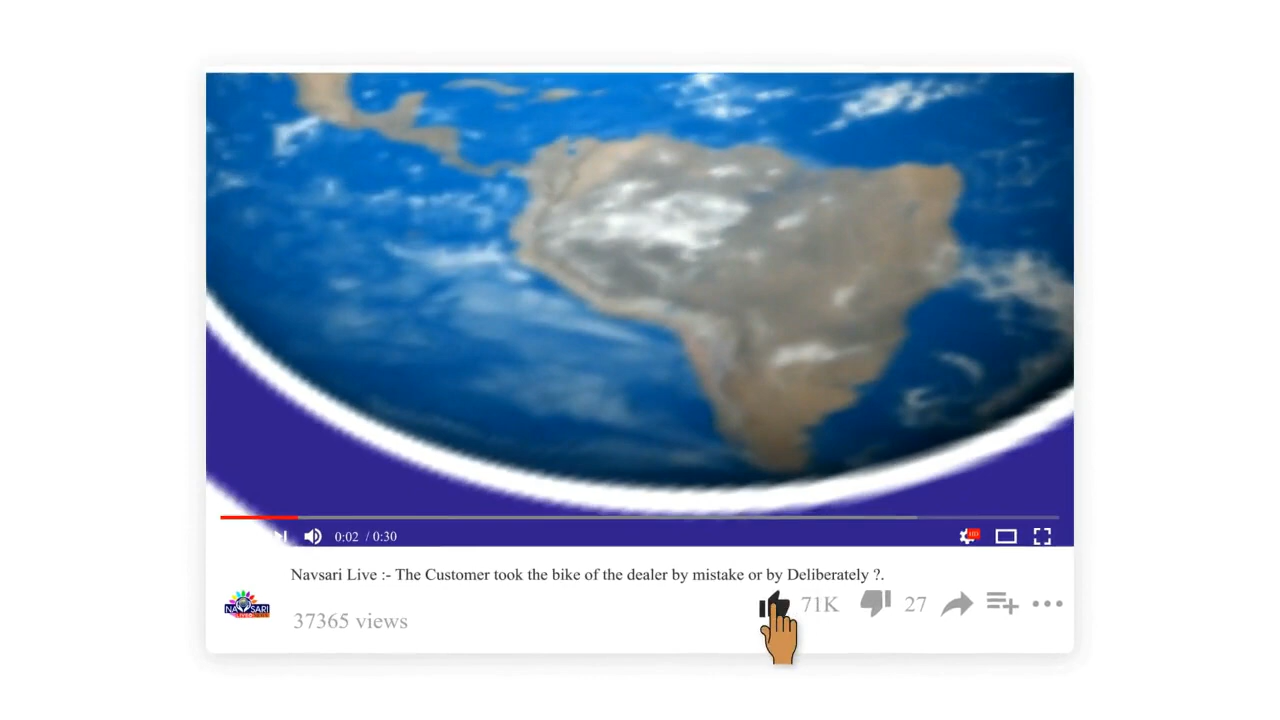 HD
0:02 / 0:30
Navsari Live :- The Customer took the bike of the dealer by mistake or by Deliberately ?.
NAVSARI
71K
27
37365 views